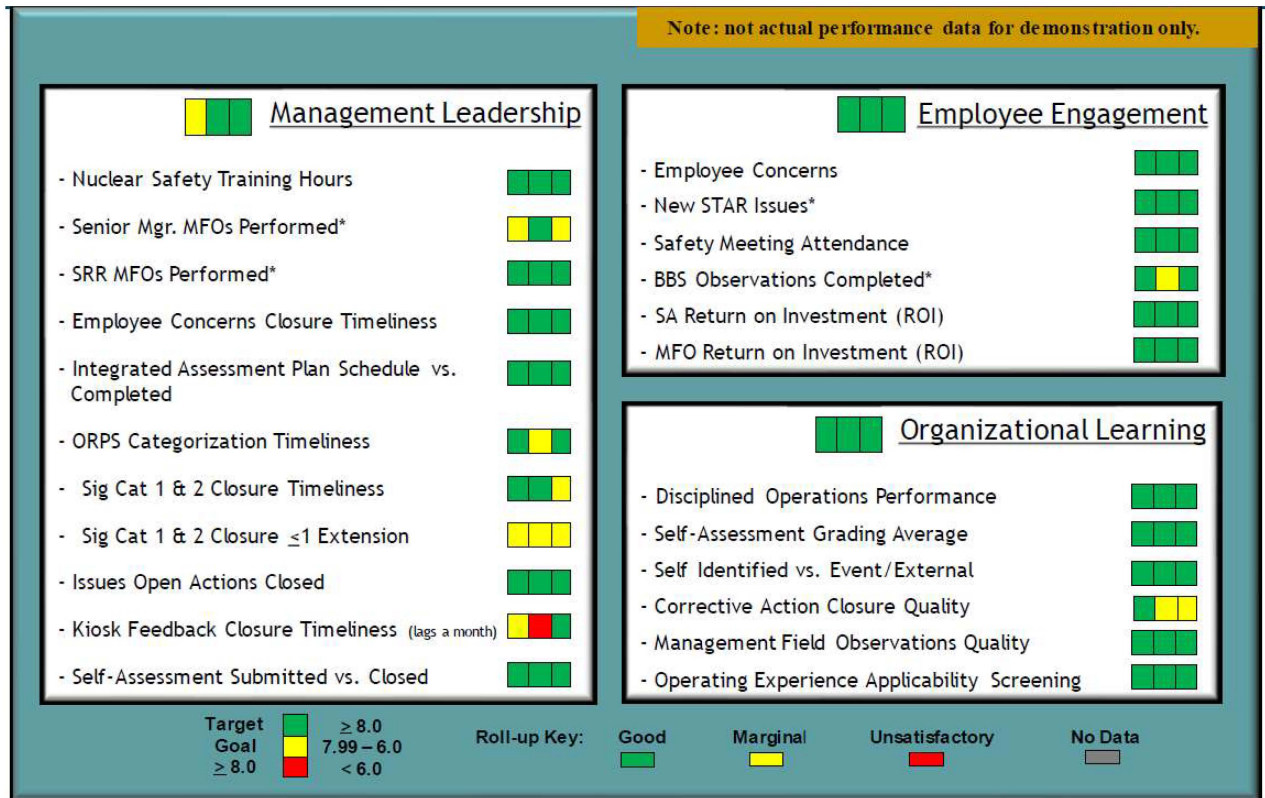 Note: not actual performance data for demonstration only.
Management Leadership
- Nuclear Safety Training Hours
- Senior Mgr. MFOs Performed*
- SRR MFOs Performed*
- Employee Concerns Closure Timeliness
- Integrated Assessment Plan Schedule vs.
Completed
- ORPS Categorization Timeliness
- Sig Cat 1 & 2 Closure Timeliness
- Sig Cat 1 & 2 Closure ≤1 Extension
- Issues Open Actions Closed
- Kiosk Feedback Closure Timeliness (lags a month)
- Self-Assessment Submitted vs. Closed
Employee Engagement
- Employee Concerns
- New STAR Issues*
- Safety Meeting Attendance
- BBS Observations Completed*
- SA Return on Investment (ROI)
- MFO Return on Investment (ROI)
Organizational Learning
- Disciplined Operations Performance
- Self-Assessment Grading Average
- Self Identified vs. Event/External
- Corrective Action Closure Quality
- Management Field Observations Quality
- Operating Experience Applicability Screening
Target ≥ 8.0
Goal 7.99 – 6.0
≥ 8.0 < 6.0
Roll-up Key: Good Marginal Unsatisfactory No Data